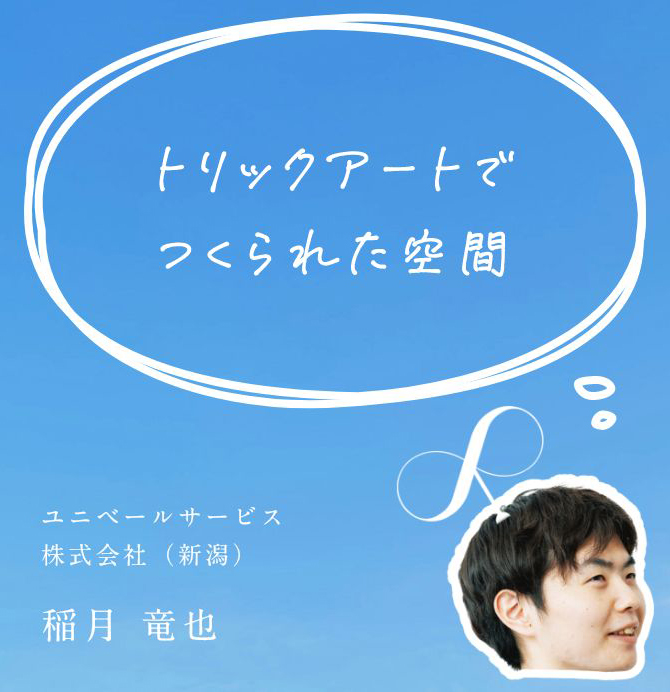 トリックアートで
つくられた空間
ユニベールサービス
株式会社（新潟）
稲月 竜也